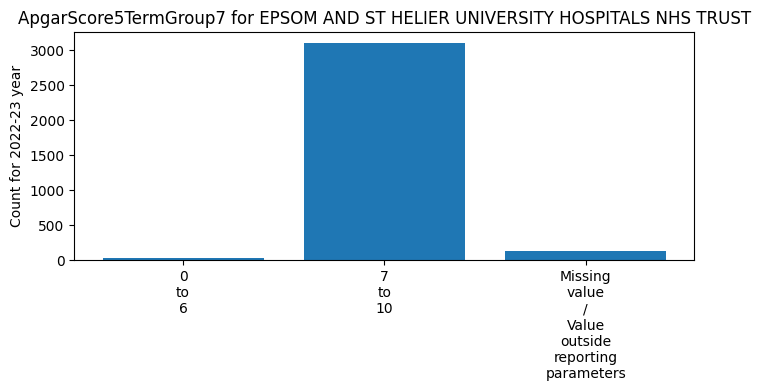 ApgarScore5TermGroup7 for EPSOM AND ST HELIER UNIVERSITY HOSPITALS NHS TRUST
Count for 2022-23 year
3000
2500
2000
1500
1000
500
0
0
to
6
7
to
10
Missing
value
/
Value
outside
reporting
parameters